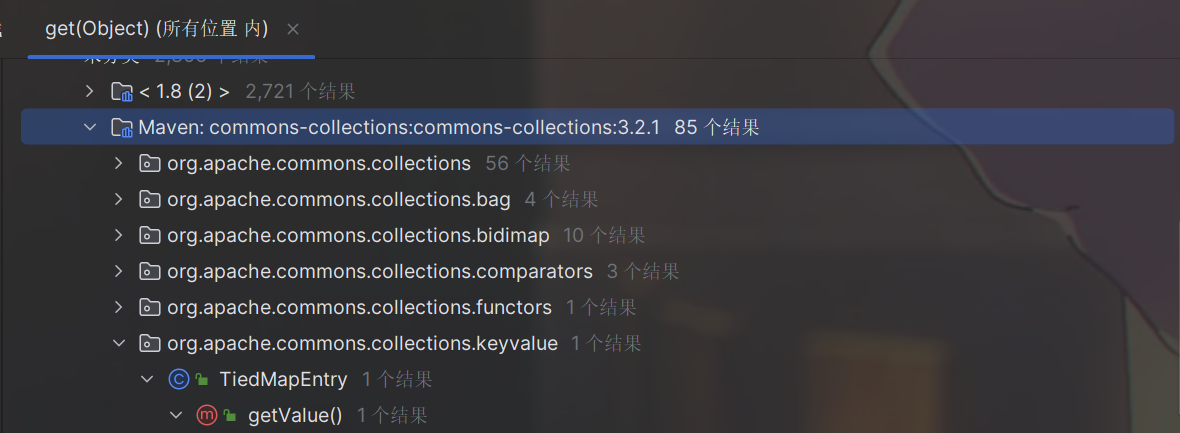 get(Object) (所有位置 内)
< 1.8 (2) > 2,721 个结果
Maven: commons-collections:commons-collections:3.2.1 85 个结果
org.apache.commons.collections 56 个结果
org.apache.commons.collections.bag 4 个结果
org.apache.commons.collections.bidimap 10 个结果
org.apache.commons.collections.comparators 3 个结果
org.apache.commons.collections.functors 1 个结果
org.apache.commons.collections.keyvalue 1 个结果
TiedMapEntry 1 个结果
getValue() 1 个结果